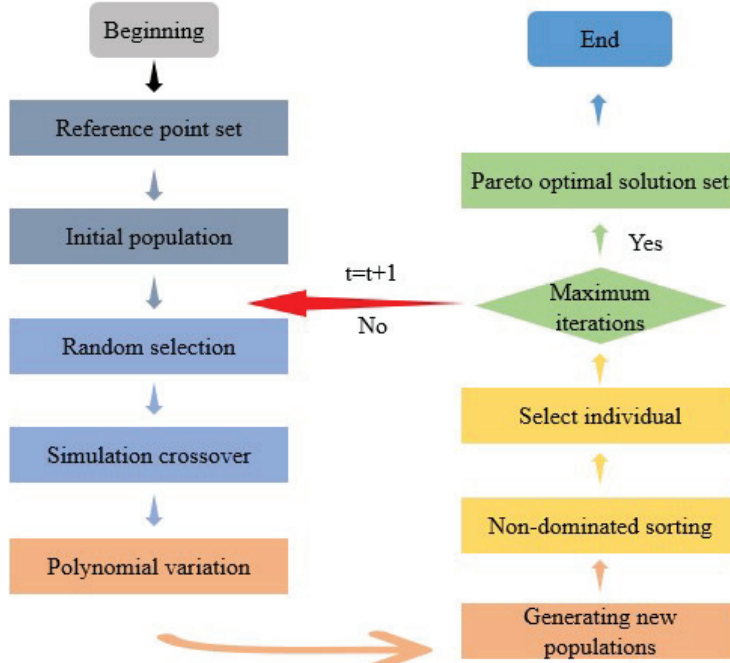 Beginning
Reference point set
Initial population
Random selection
Simulation crossover
Polynomial variation
Generating new
populations
Non-dominated sorting
Select individual
Maximum
iterations
t=t+1
No
Yes
Pareto optimal solution set
End